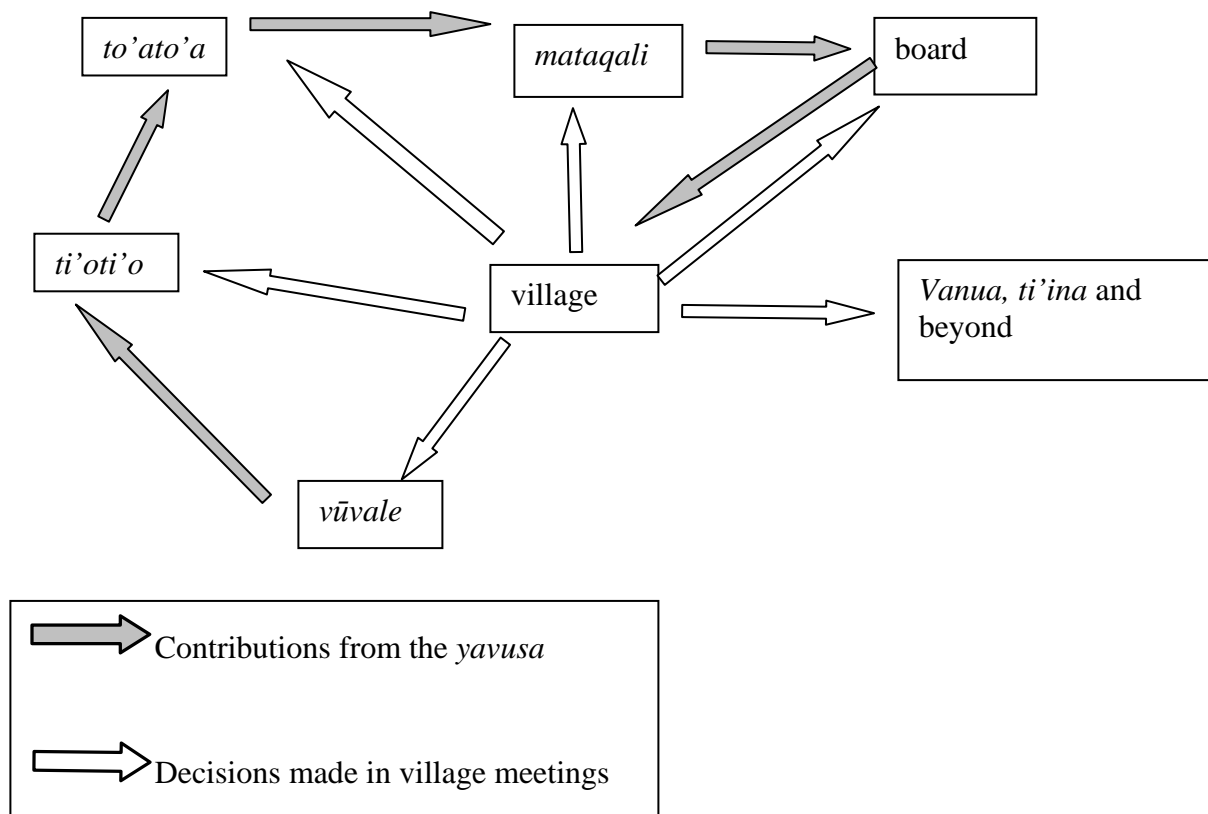 to’ato’a
mataqali
board
ti’oti’o
village
Vanua, ti’ina and
beyond
vūvale
Contributions from the yavusa
Decisions made in village meetings